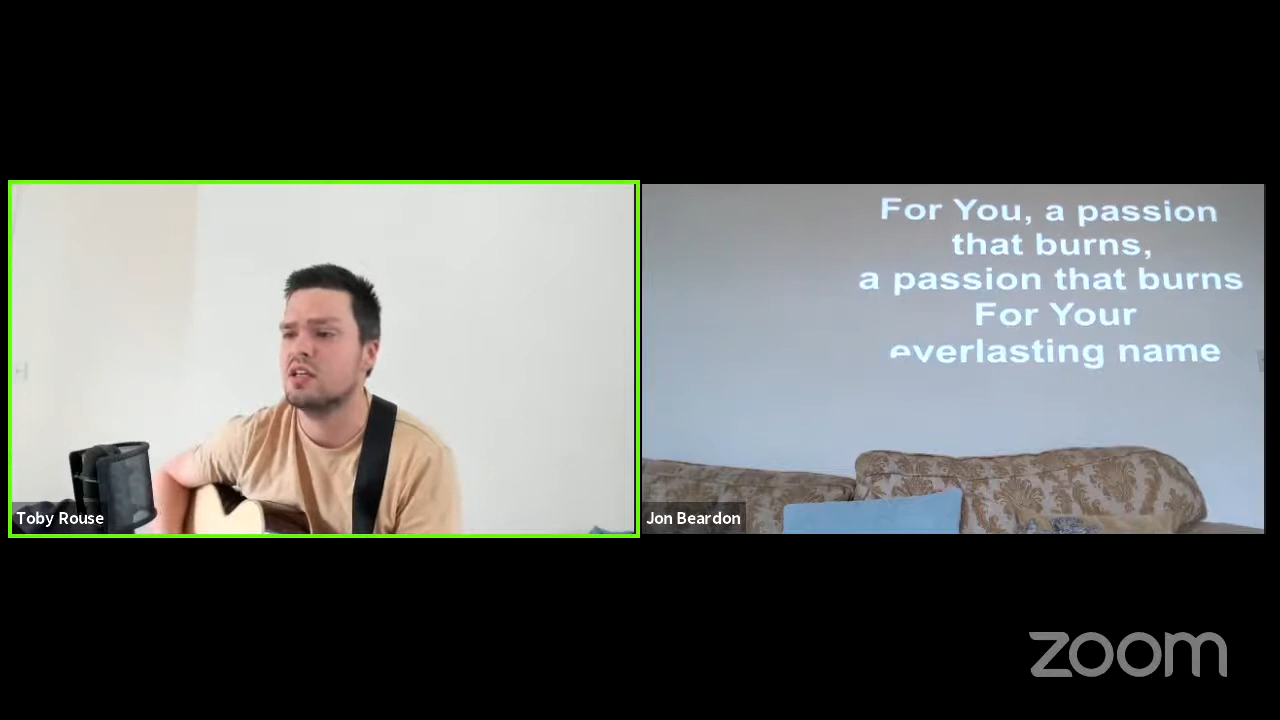 For You, a passion
that burns,
a passion that burns
For Your
everlasting name
Toby Rouse
Jon Beardon
zoom